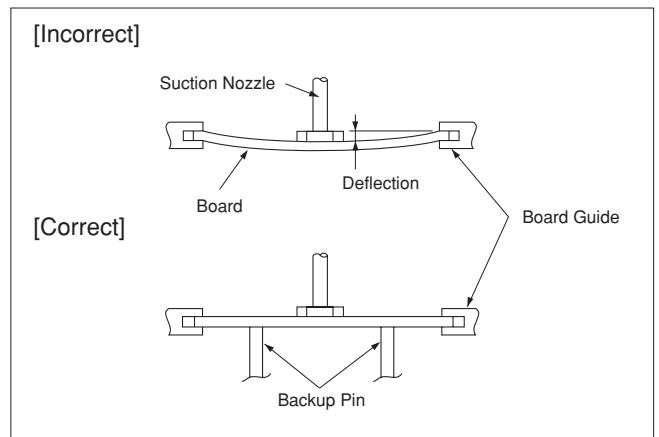 [Incorrect]
Suction Nozzle
Deflection
Board
Board Guide
[Correct]
Backup Pin